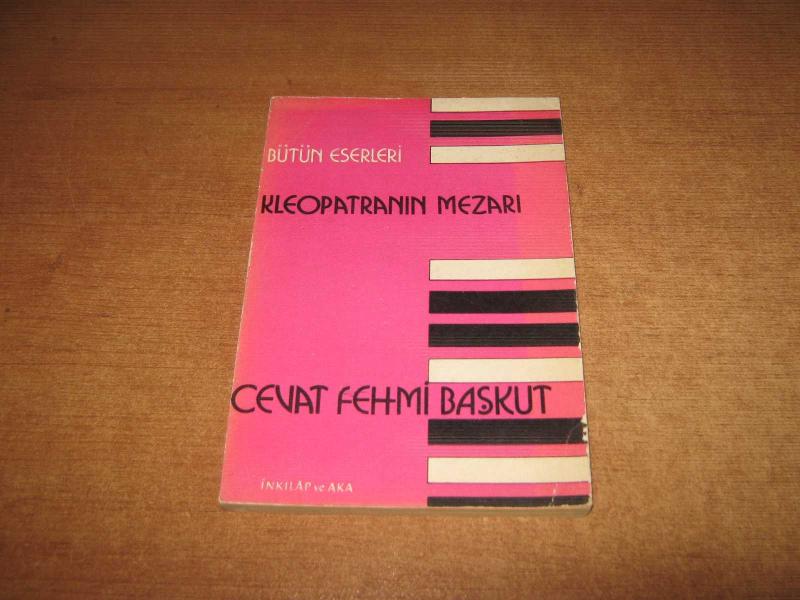 BÜTÜN ESERLERİ
KLEOPATRANIN MEZARI
CEVAT FEHMİ BAŞKUT
İNKILÂP ve AKA